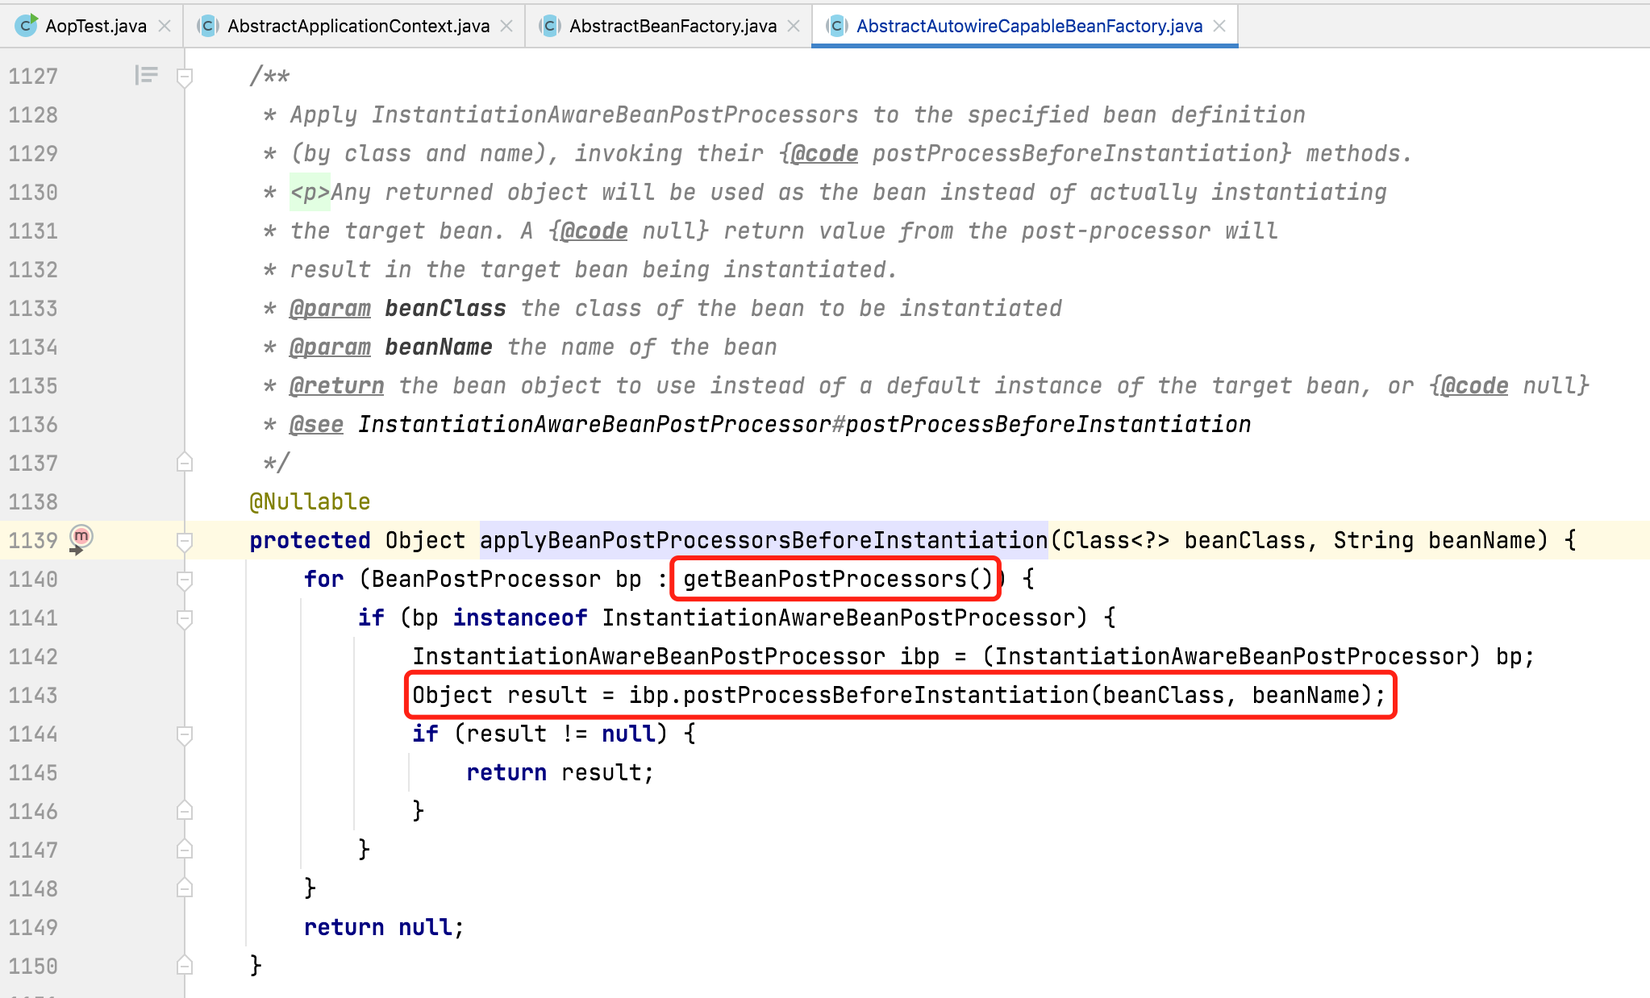 AopTest.java AbstractApplicationContext.java AbstractBeanFactory.java AbstractAutowireCapableBeanFactory.java
1127 /**
1128 * Apply InstantiationAwareBeanPostProcessors to the specified bean definition
1129 * (by class and name), invoking their {@code postProcessBeforeInstantiation} methods.
1130 * <p>Any returned object will be used as the bean instead of actually instantiating
1131 * the target bean. A {@code null} return value from the post-processor will
1132 * result in the target bean being instantiated.
1133 * @param beanClass the class of the bean to be instantiated
1134 * @param beanName the name of the bean
1135 * @return the bean object to use instead of a default instance of the target bean, or {@code null}
1136 * @see InstantiationAwareBeanPostProcessor#postProcessBeforeInstantiation
1137 */
1138 @Nullable
1139 protected Object applyBeanPostProcessorsBeforeInstantiation(Class<?> beanClass, String beanName) {
1140 for (BeanPostProcessor bp : getBeanPostProcessors()) {
1141 if (bp instanceof InstantiationAwareBeanPostProcessor) {
1142 InstantiationAwareBeanPostProcessor ibp = (InstantiationAwareBeanPostProcessor) bp;
1143 Object result = ibp.postProcessBeforeInstantiation(beanClass, beanName);
1144 if (result != null) {
1145 return result;
1146 }
1147 }
1148 }
1149 return null;
1150 }